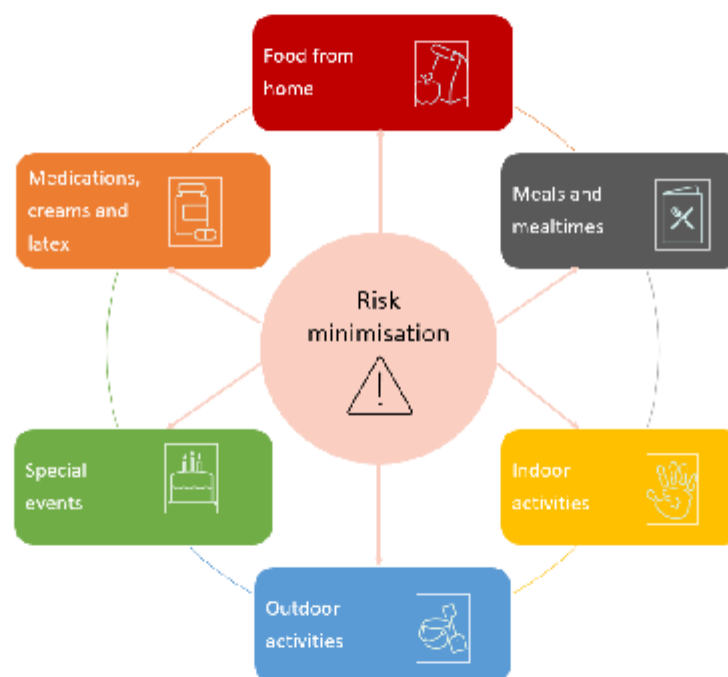 Food from
home
Medications,
creams and
latex
Meals and
mealtimes
Risk
minimisation
Special
events
Indoor
activities
Outdoor
activities